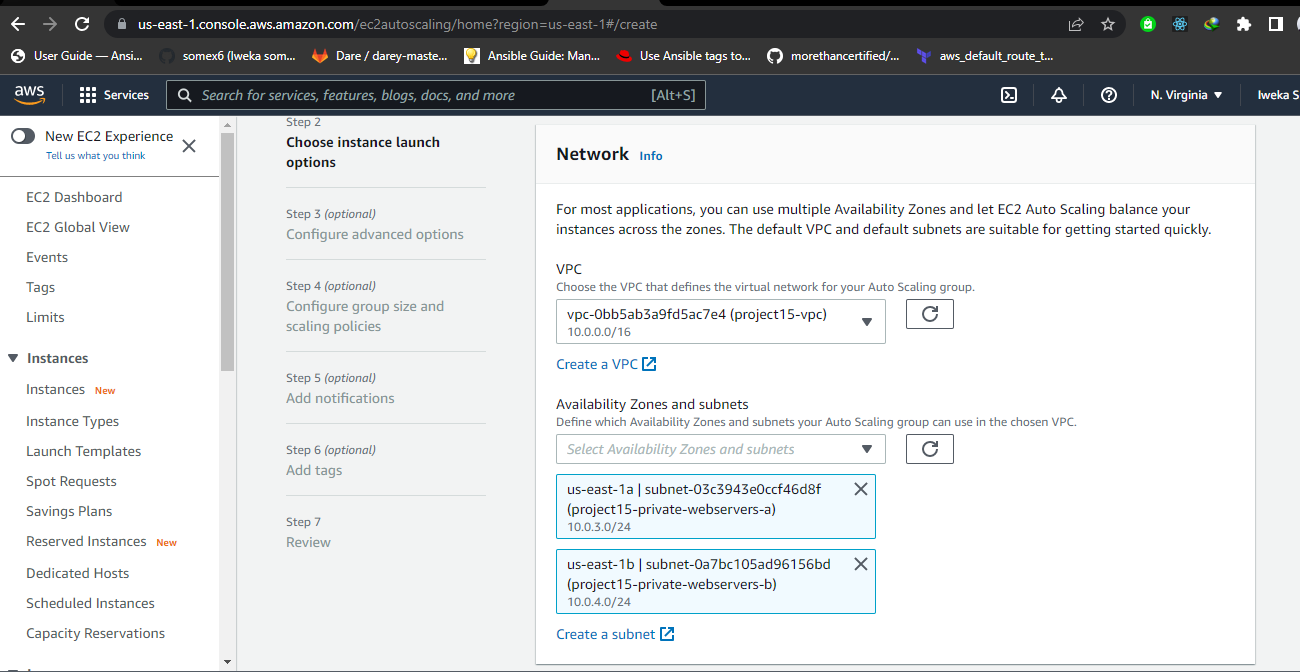 us-east-1.console.aws.amazon.com/ec2autoscaling/home?region=us-east-1#/create
User Guide — Ansi...
somex6 (Iweka som...
Dare / darey-maste...
Ansible Guide: Man...
Use Ansible tags to...
morethancertified/...
aws_default_route_t...
aws
Services
Search for services, features, blogs, docs, and more
[Alt+S]
N. Virginia
Iweka S
New EC2 Experience
Tell us what you think
EC2 Dashboard
EC2 Global View
Events
Tags
Limits
Instances
Instances New
Instance Types
Launch Templates
Spot Requests
Savings Plans
Reserved Instances New
Dedicated Hosts
Scheduled Instances
Capacity Reservations
Step 2
Choose instance launch
options
Step 3 (optional)
Configure advanced options
Step 4 (optional)
Configure group size and
scaling policies
Step 5 (optional)
Add notifications
Step 6 (optional)
Add tags
Step 7
Review
Network Info
For most applications, you can use multiple Availability Zones and let EC2 Auto Scaling balance your
instances across the zones. The default VPC and default subnets are suitable for getting started quickly.
VPC
Choose the VPC that defines the virtual network for your Auto Scaling group.
vpc-0bb5ab3a9fd5ac7e4 (project15-vpc)
10.0.0.0/16
Create a VPC
Availability Zones and subnets
Define which Availability Zones and subnets your Auto Scaling group can use in the chosen VPC.
Select Availability Zones and subnets
us-east-1a | subnet-03c3943e0ccf46d8f
(project15-private-webservers-a)
10.0.3.0/24
us-east-1b | subnet-0a7bc105ad96156bd
(project15-private-webservers-b)
10.0.4.0/24
Create a subnet